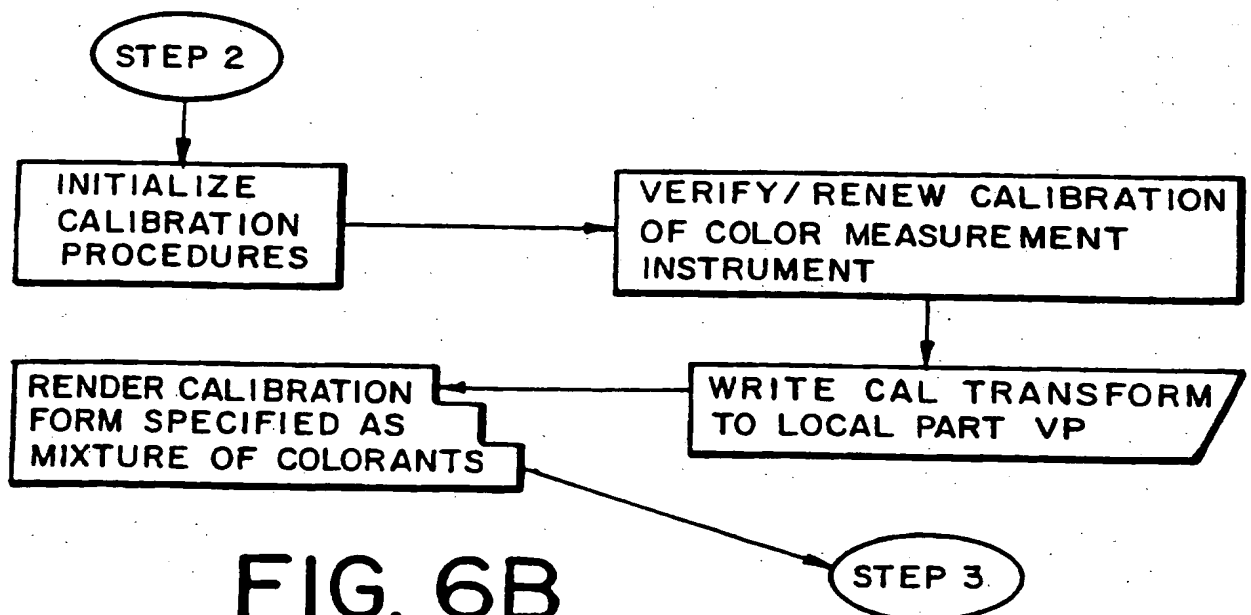 STEP 2
INITIALIZE
CALIBRATION
PROCEDURES
VERIFY/RENEW CALIBRATION
OF COLOR MEASUREMENT
INSTRUMENT
WRITE CAL TRANSFORM
TO LOCAL PART VP
RENDER CALIBRATION
FORM SPECIFIED AS
MIXTURE OF COLORANTS
STEP 3
FIG. 6B